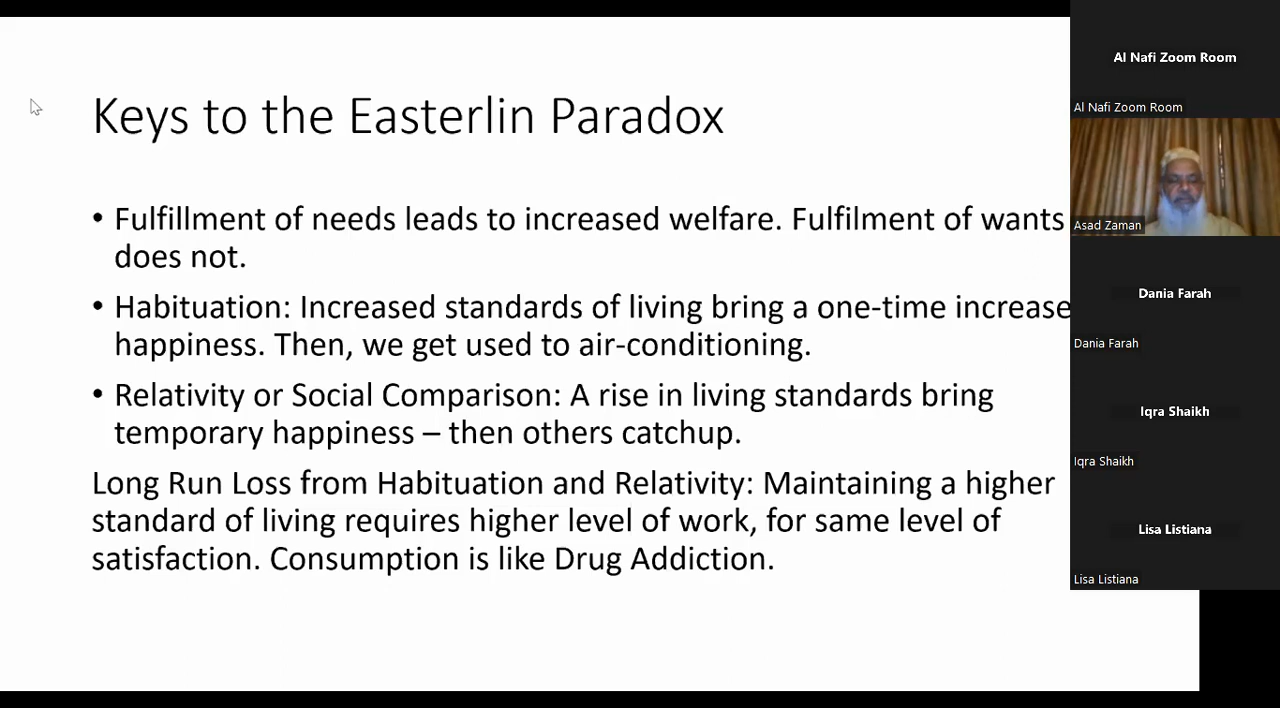 Keys to the Easterlin Paradox
• Fulfillment of needs leads to increased welfare. Fulfilment of wants
does not.
• Habituation: Increased standards of living bring a one-time increase
happiness. Then, we get used to air-conditioning.
• Relativity or Social Comparison: A rise in living standards bring
temporary happiness – then others catchup.
Long Run Loss from Habituation and Relativity: Maintaining a higher
standard of living requires higher level of work, for same level of
satisfaction. Consumption is like Drug Addiction.
Al Nafi Zoom Room
Al Nafi Zoom Room
Asad Zaman
Dania Farah
Dania Farah
Iqra Shaikh
Iqra Shaikh
Lisa Listiana
Lisa Listiana